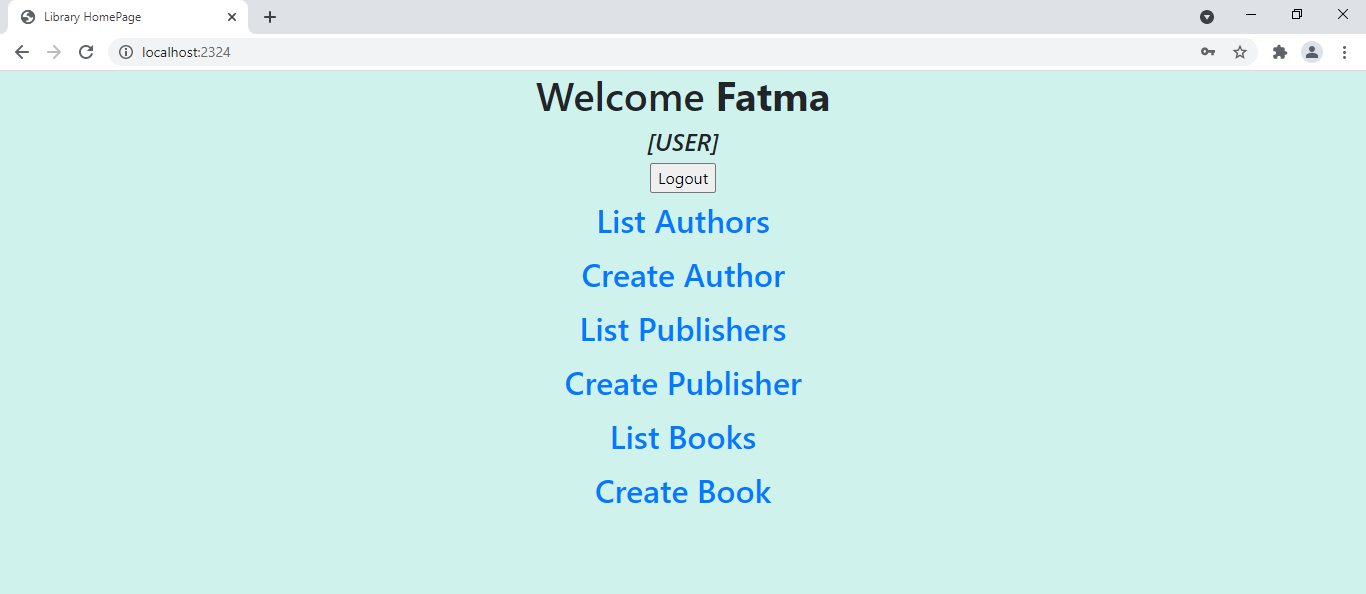 Library HomePage
localhost:2324
Welcome Fatma
[USER]
Logout
List Authors
Create Author
List Publishers
Create Publisher
List Books
Create Book